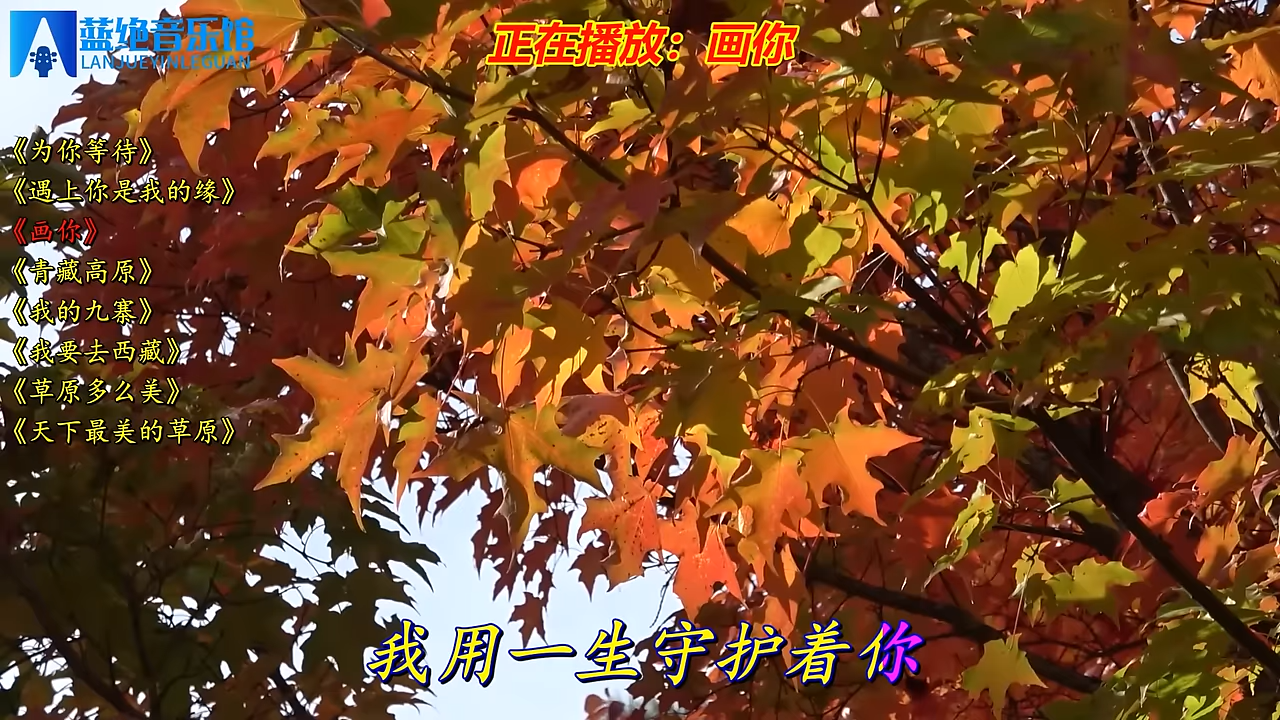 蓝绝音乐馆
LANJUEYINLEGUAN
正在播放：画你
《为你等待》
《遇上你是我的缘》
《画你》
《青藏高原》
《我的九寨》
《我要去西藏》
《草原多么美》
《天下最美的草原》
我用一生守护着你